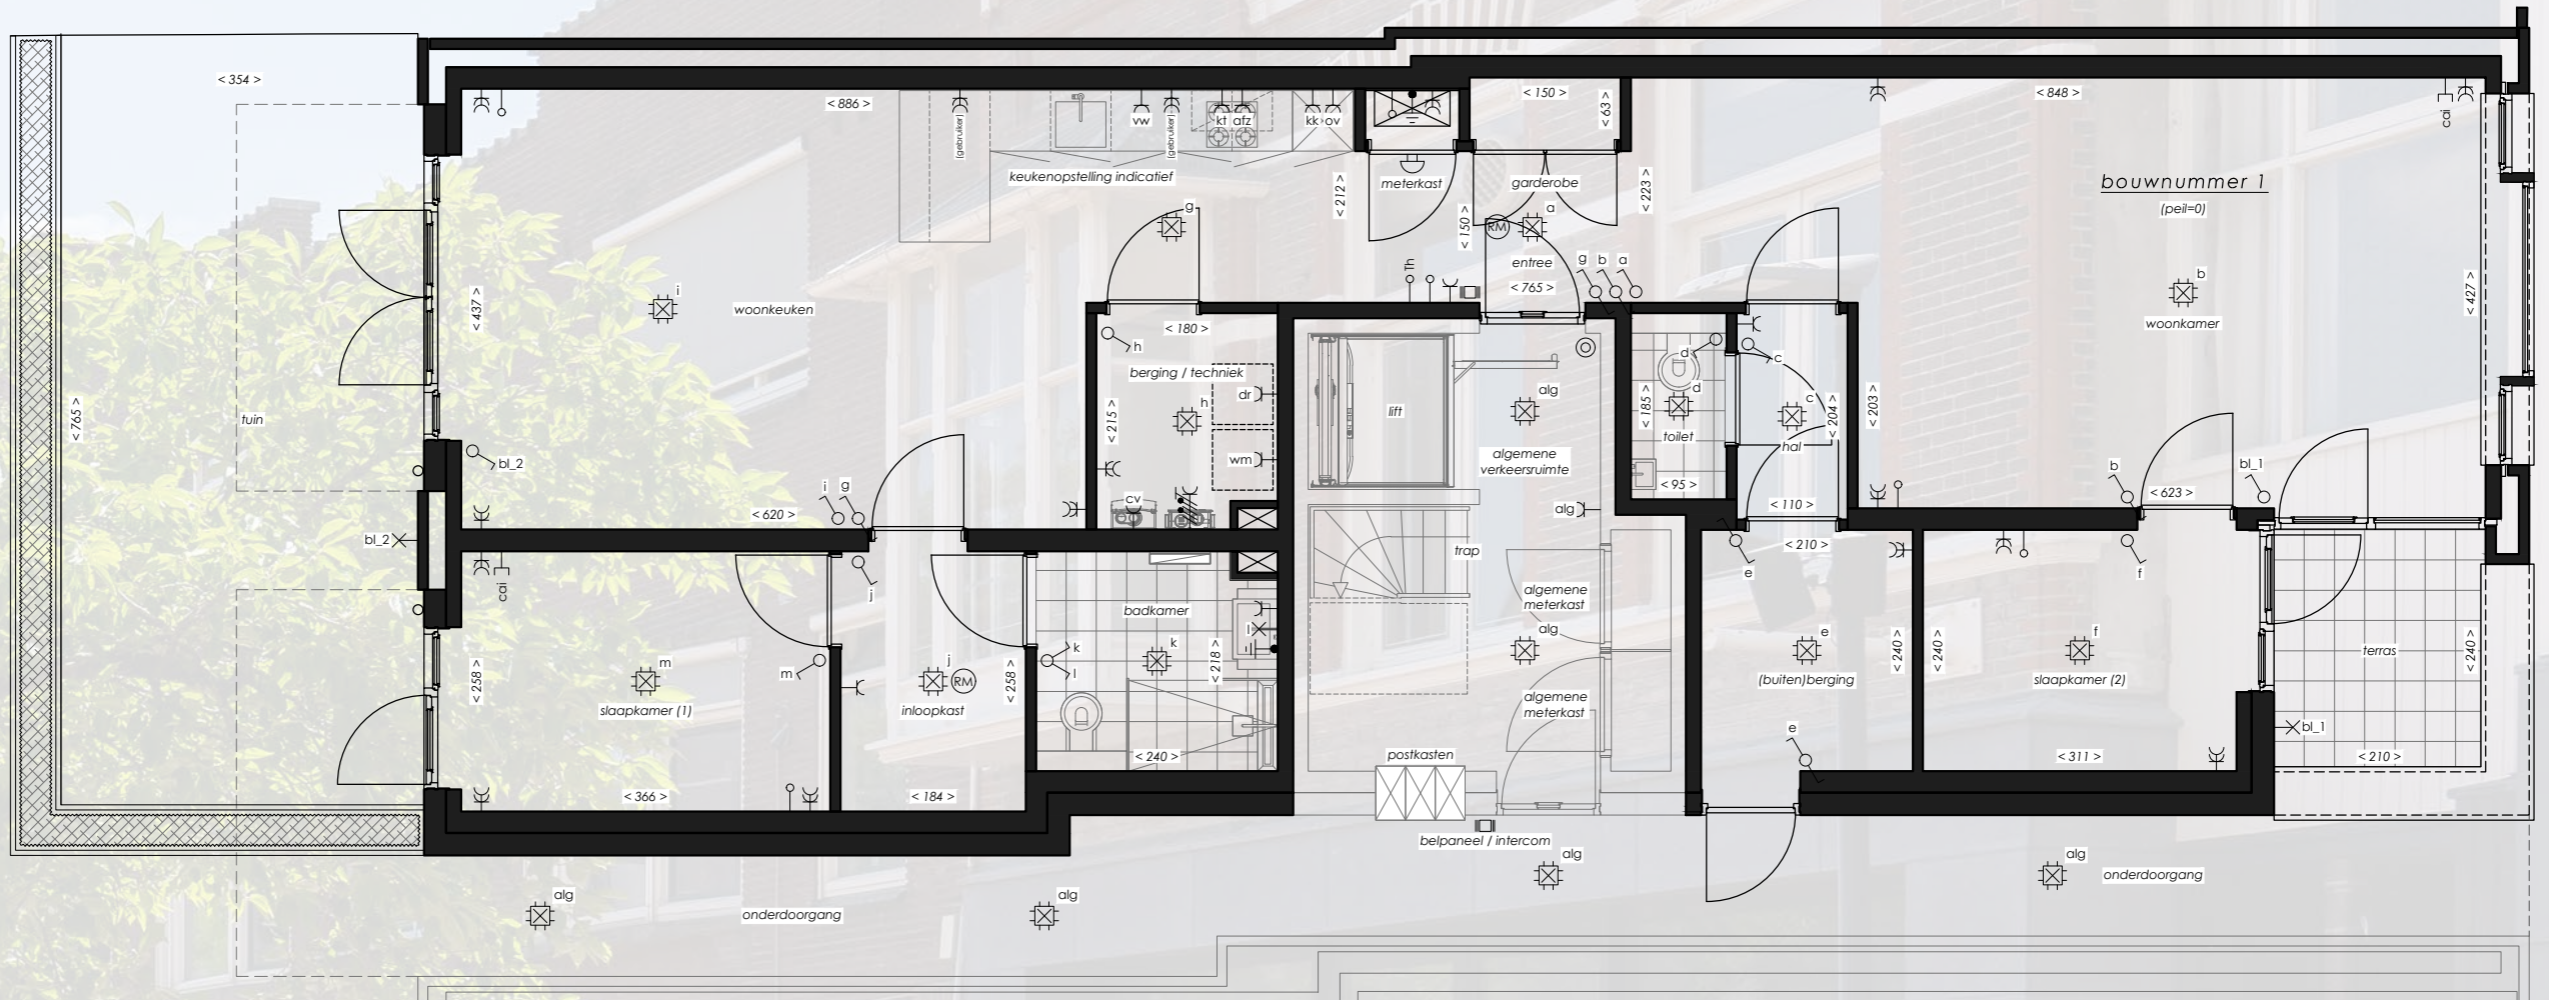 < 354 >
< 886 >
< 150 >
< 63 >
< 848 >
cai
vw
(gebruiker)
(gebruiker)
kt
afz
kk
ov
keukenopstelling indicatief
meterkast
garderobe
bouwnummer 1
(peil=0)
< 212 >
< 150 >
< 223 >
g
RM
a
entree
< 765 >
g
b
a
Th
b
woonkamer
< 427 >
< 437 >
i
woonkeuken
< 180 >
h
berging / techniek
dr
h
< 215 >
wm
cv
lift
alg
algemene
verkeersruimte
alg
d
d
< 185 >
toilet
< 95 >
c
c
< 204 >
hal
< 110 >
< 203 >
tuin
< 765 >
bl_2
bl_2
i
g
< 620 >
b
< 623 >
bl_1
< 210 >
cai
j
badkamer
trap
algemene
meterkast
alg
algemene
meterkast
e
e
(buiten)berging
< 240 >
e
< 240 >
f
f
slaapkamer (2)
< 311 >
terras
< 240 >
bl_1
< 210 >
< 258 >
m
m
slaapkamer (1)
< 366 >
j
RM
inloopkast
< 258 >
< 184 >
k
l
k
< 218 >
l
< 240 >
postkasten
belpaneel / intercom
alg
alg
onderdoorgang
alg
onderdoorgang
alg